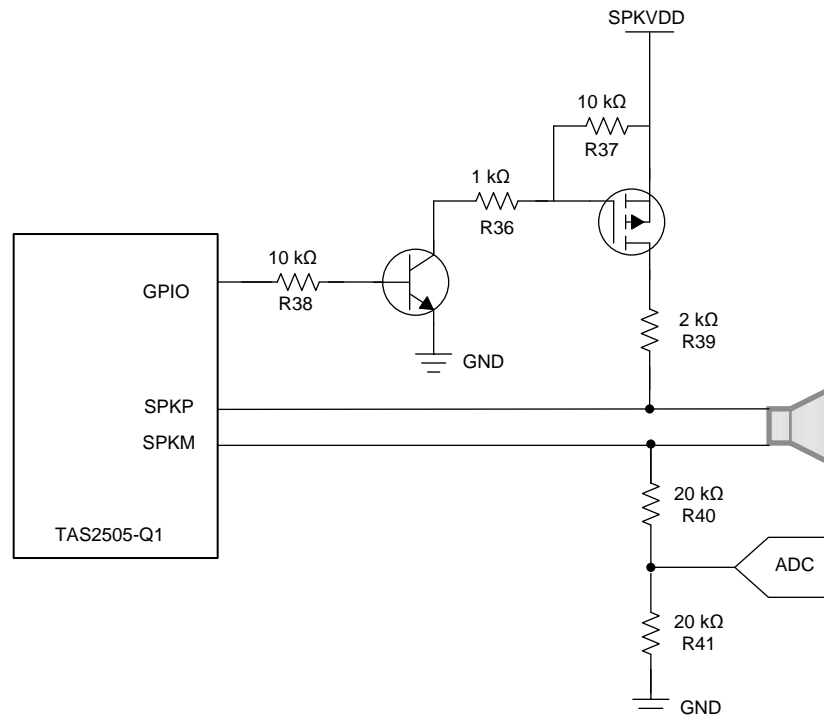 SPKVDD
10 kΩ
R37
1 kΩ
R36
10 kΩ
R38
GPIO
GND
2 kΩ
R39
SPKP
SPKM
20 kΩ
R40
TAS2505-Q1
ADC
20 kΩ
R41
GND